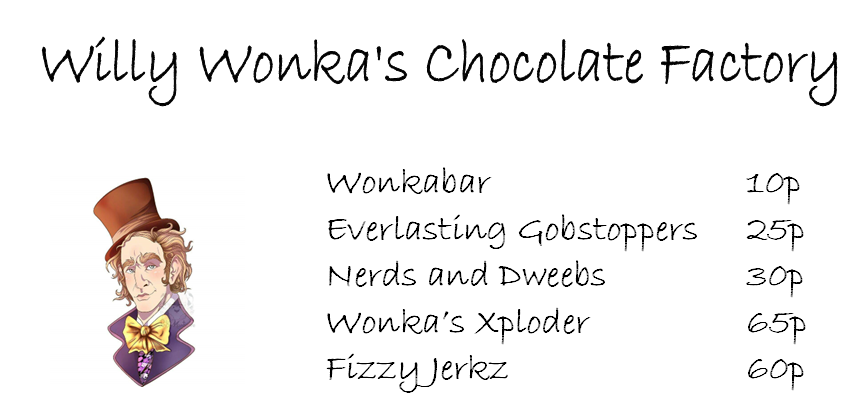 Willy Wonka's Chocolate Factory
Wonkabar 10p
Everlasting Gobstoppers 25p
Nerds and Dweebs 30p
Wonka's Xploder 65p
Fizzy Jerkz 60p